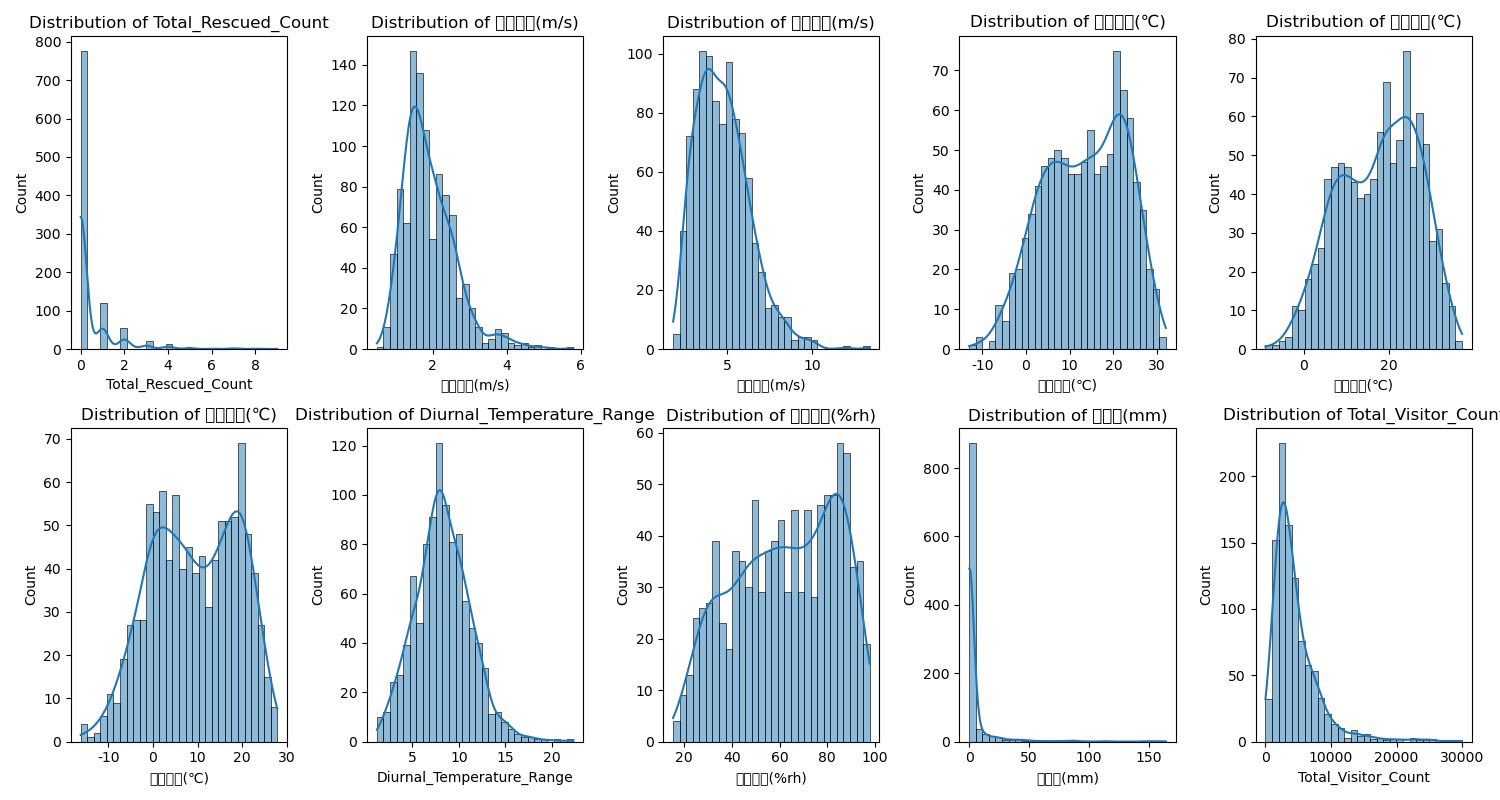 Distribution of Total_Rescued_Count
800
700
600
500
400
300
200
100
0
Count
0 2 4 6 8
Total_Rescued_Count
Distribution of □□□□(m/s)
140
120
100
80
60
40
20
0
Count
2 4 6
□□□□(m/s)
Distribution of □□□□(m/s)
100
80
60
40
20
0
Count
5 10
□□□□(m/s)
Distribution of □□□□(℃)
70
60
50
40
30
20
10
0
Count
-10 0 10 20 30
□□□□(℃)
Distribution of □□□□(℃)
80
70
60
50
40
30
20
10
0
Count
0 20
□□□□(℃)
Distribution of □□□□(℃)
70
60
50
40
30
20
10
0
Count
-10 0 10 20 30
□□□□(℃)
Distribution of Diurnal_Temperature_Range
120
100
80
60
40
20
0
Count
5 10 15 20
Diurnal_Temperature_Range
Distribution of □□□□(%rh)
60
50
40
30
20
10
0
Count
20 40 60 80 100
□□□□(%rh)
Distribution of □□□(mm)
800
600
400
200
0
Count
0 50 100 150
□□□(mm)
Distribution of Total_Visitor_Count
200
150
100
50
0
Count
0 10000 20000 30000
Total_Visitor_Count